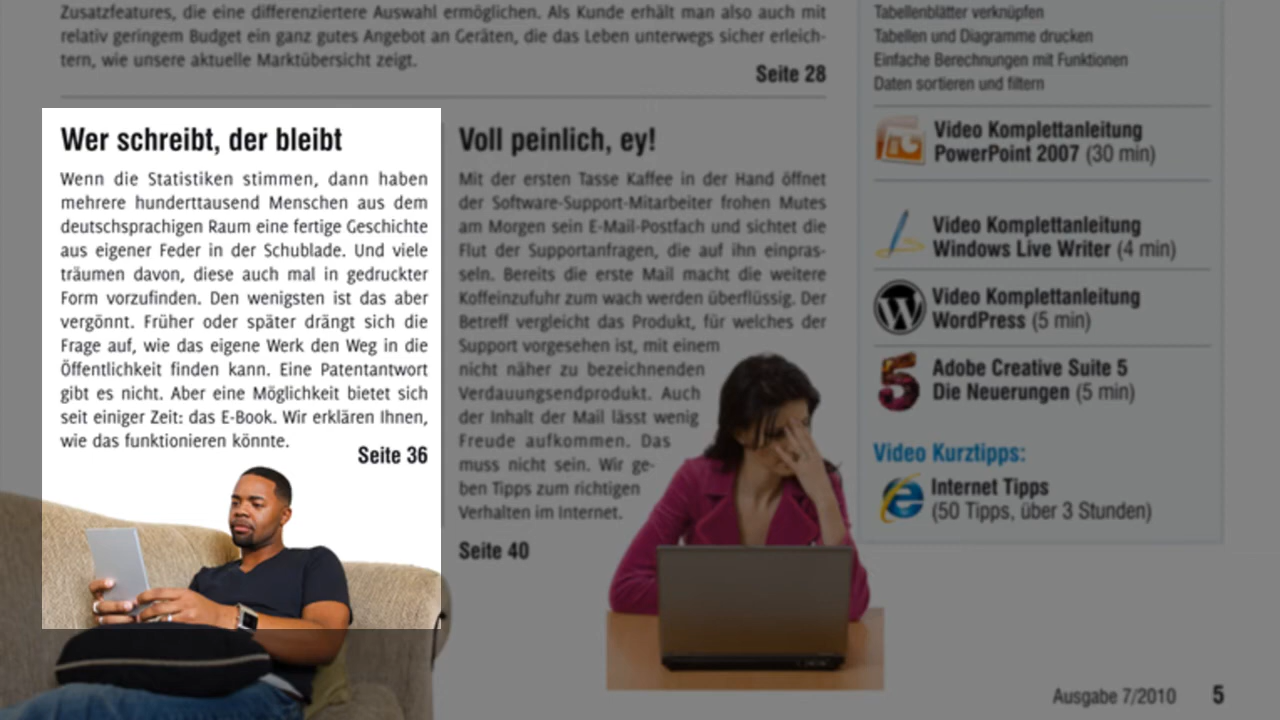 Zusatzfeatures, die eine differenziertere Auswahl ermöglichen. Als Kunde erhält man also auch mit
relativ geringem Budget ein ganz gutes Angebot an Geräten, die das Leben unterwegs sicher erleich-
tern, wie unsere aktuelle Marktübersicht zeigt.
Seite 28
Wer schreibt, der bleibt
Wenn die Statistiken stimmen, dann haben
mehrere hunderttausend Menschen aus dem
deutschsprachigen Raum eine fertige Geschichte
aus eigener Feder in der Schublade. Und viele
träumen davon, diese auch mal in gedruckter
Form vorzufinden. Den wenigsten ist das aber
vergönnt. Früher oder später drängt sich die
Frage auf, wie das eigene Werk den Weg in die
Öffentlichkeit finden kann. Eine Patentantwort
gibt es nicht. Aber eine Möglichkeit bietet sich
seit einiger Zeit: das E-Book. Wir erklären Ihnen,
wie das funktionieren könnte.
Seite 36
Voll peinlich, ey!
Mit der ersten Tasse Kaffee in der Hand öffnet
der Software-Support-Mitarbeiter frohen Mutes
am Morgen sein E-Mail-Postfach und sichtet die
Flut der Supportanfragen, die auf ihn einpras-
seln. Bereits die erste Mail macht die weitere
Koffeinzufuhr zum wach werden überflüssig. Der
Betreff vergleicht das Produkt, für welches der
Support vorgesehen ist, mit einem
nicht näher zu bezeichnenden
Verdauungsendprodukt. Auch
der Inhalt der Mail lässt wenig
Freude aufkommen. Das
muss nicht sein. Wir ge-
ben Tipps zum richtigen
Verhalten im Internet.
Seite 40
Tabellenblätter verknüpfen
Tabellen und Diagramme drucken
Einfache Berechnungen mit Funktionen
Daten sortieren und filtern
Video Komplettanleitung
PowerPoint 2007 (30 min)
Video Komplettanleitung
Windows Live Writer (4 min)
Video Komplettanleitung
WordPress (5 min)
Adobe Creative Suite 5
Die Neuerungen (5 min)
Video Kurztipps:
Internet Tipps
(50 Tipps, über 3 Stunden)
Ausgabe 7/2010 5